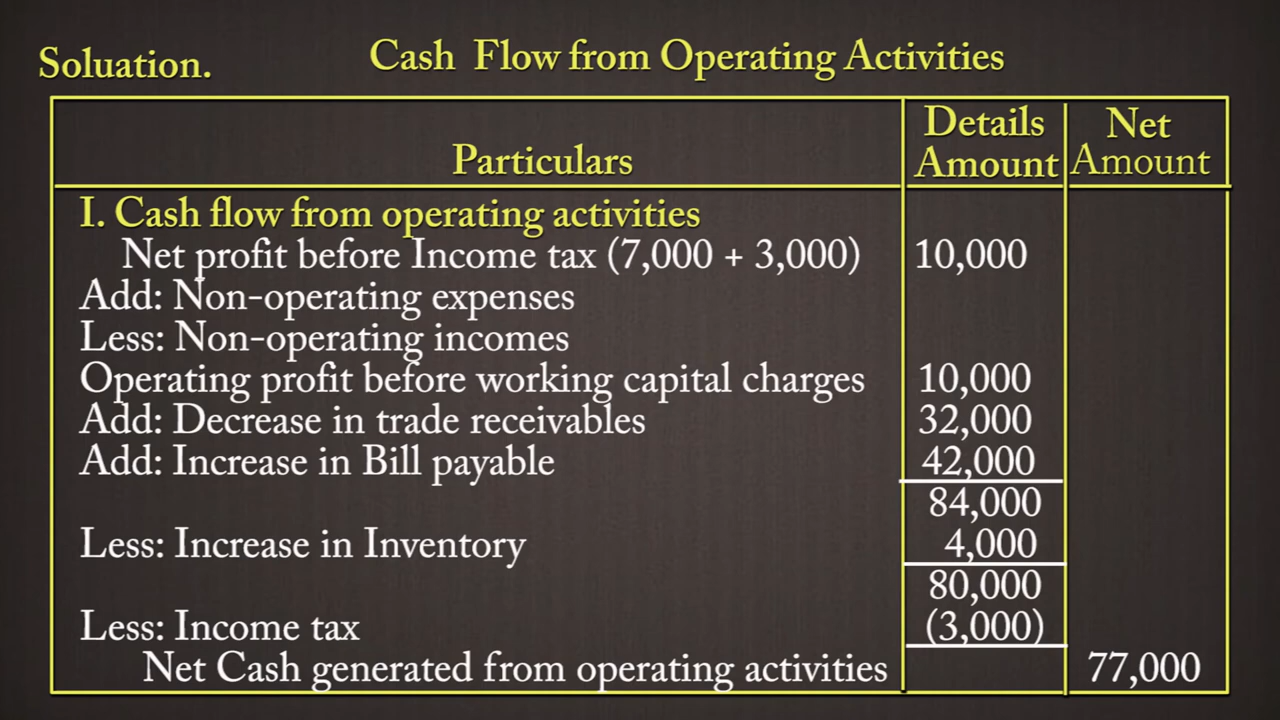 Soluation.
Cash Flow from Operating Activities
Particulars
Details
Amount
Net
Amount
I. Cash flow from operating activities
Net profit before Income tax (7,000 + 3,000) 10,000
Add: Non-operating expenses
Less: Non-operating incomes
Operating profit before working capital charges 10,000
Add: Decrease in trade receivables 32,000
Add: Increase in Bill payable 42,000
84,000
Less: Increase in Inventory 4,000
80,000
Less: Income tax (3,000)
Net Cash generated from operating activities 77,000